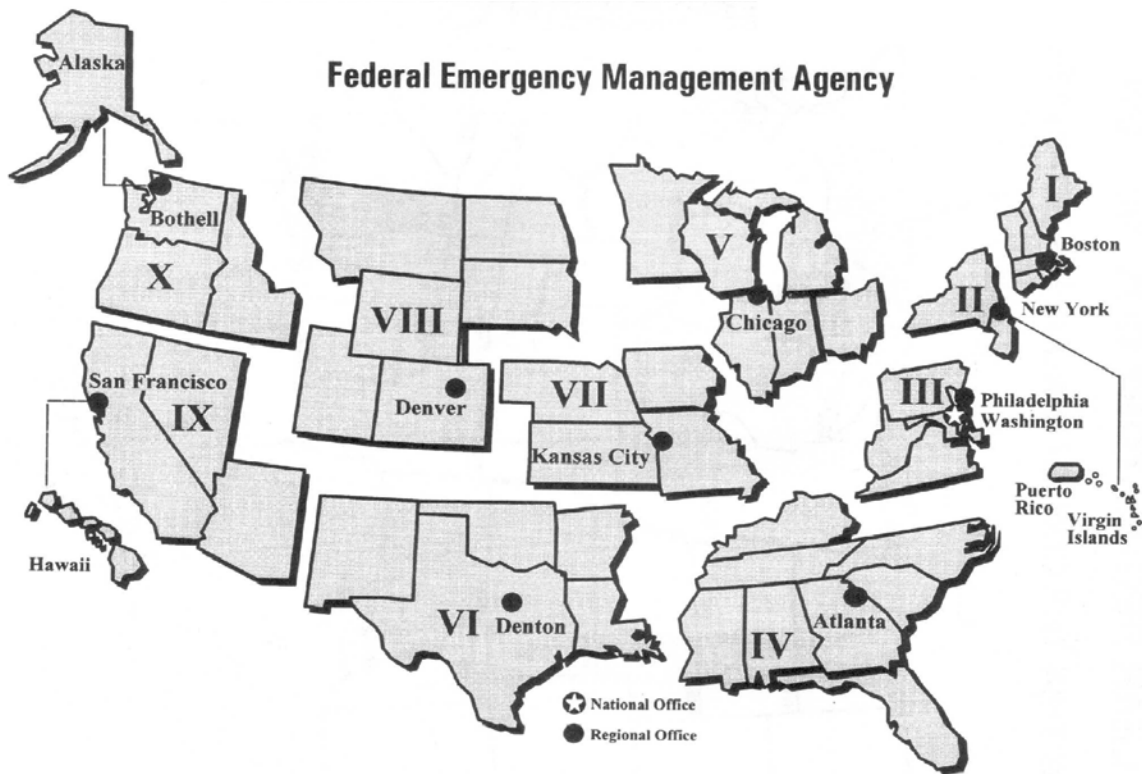 Alaska
Federal Emergency Management Agency
Bothell
X
VIII
V
Chicago
I
Boston
II
New York
San Francisco
IX
Denver
VII
Kansas City
III
Philadelphia
Washington
Puerto
Rico
Virgin
Islands
Hawaii
VI
Denton
IV
Atlanta
National Office
Regional Office